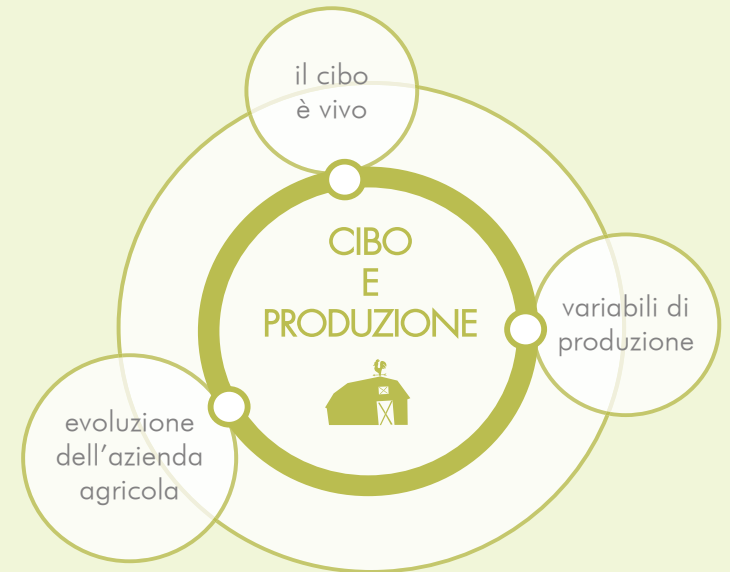 il cibo
è vivo
CIBO
E
PRODUZIONE
variabili di
produzione
evoluzione
dell'azienda
agricola